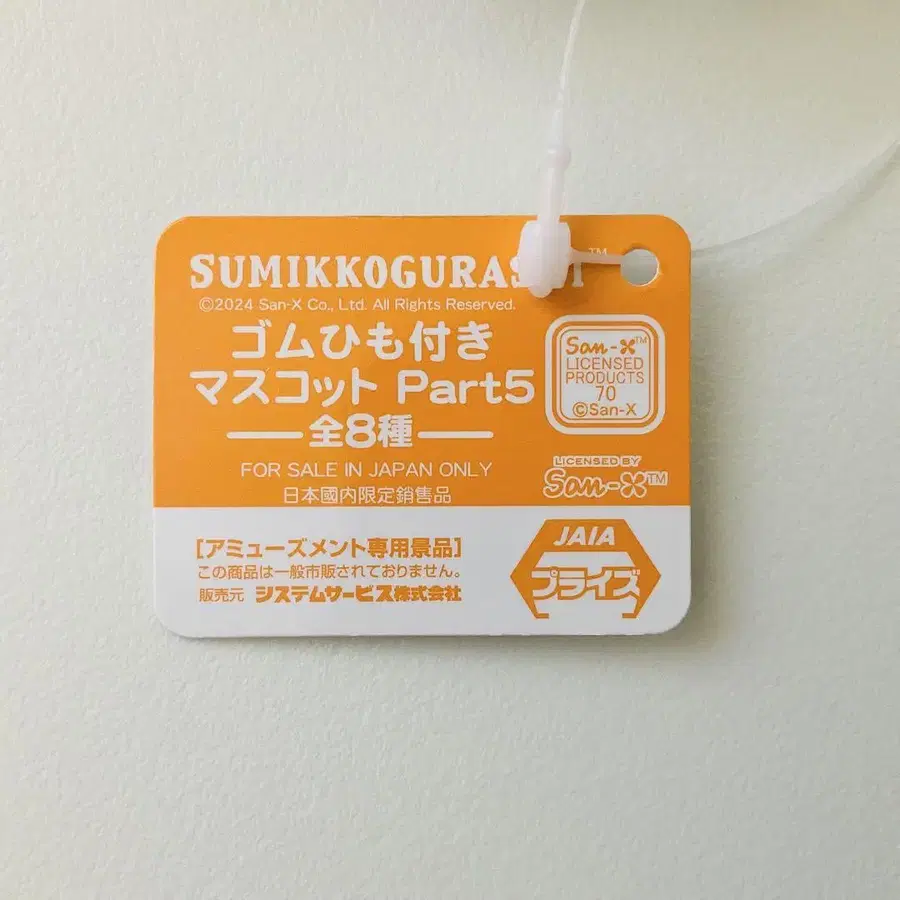 SUMIKKOGURASHI™
©2024 San-X Co., Ltd. All Rights Reserved.
ゴムひも付き
マスコット Part5
全8種
FOR SALE IN JAPAN ONLY
日本國内限定銷售品
San-X™
LICENSED
PRODUCTS
70
©San-X
LICENSED BY
San-X™
[アミューズメント専用景品]
この商品は一般市販されておりません。
販売元 システムサービス株式会社
JAIA
プライズ